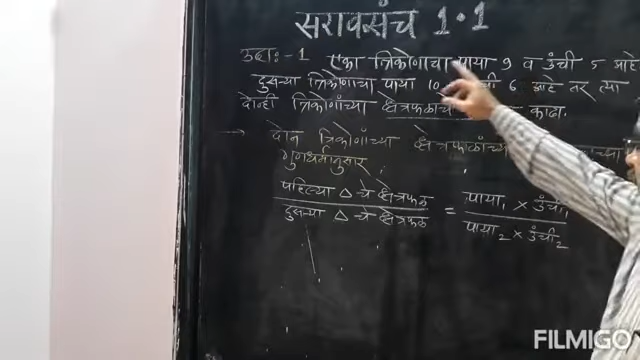 सरावसंच 1.1
उदाः-1 एका त्रिकोणाचा पाया 9 व उंची 5 आहे
दुसऱ्या त्रिकोणाचा पाया 10 ची 6 आहे तर त्या
दोन्ही त्रिकोणांच्या क्षेत्रफळाचे काढा.
→ दोन त्रिकोणांच्या क्षेत्रफळांच्या च्या
गुणधर्मानुसार,
पहिल्या △ चे क्षेत्रफळ = पाया₁ × उंची₁
दुसऱ्या △ चे क्षेत्रफळ पाया₂ × उंची₂
FILMIGO